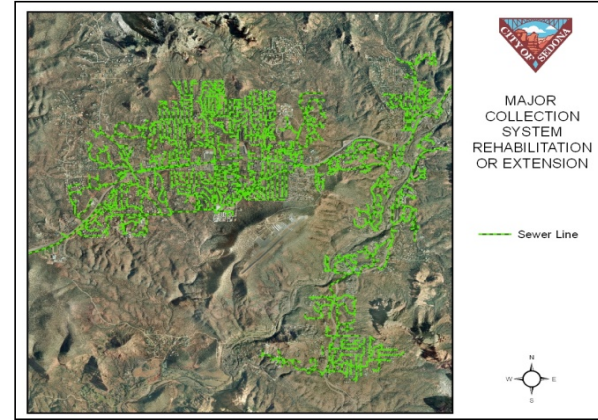 CITY OF SEDONA
MAJOR
COLLECTION
SYSTEM
REHABILITATION
OR EXTENSION
Sewer Line
N
W E
S